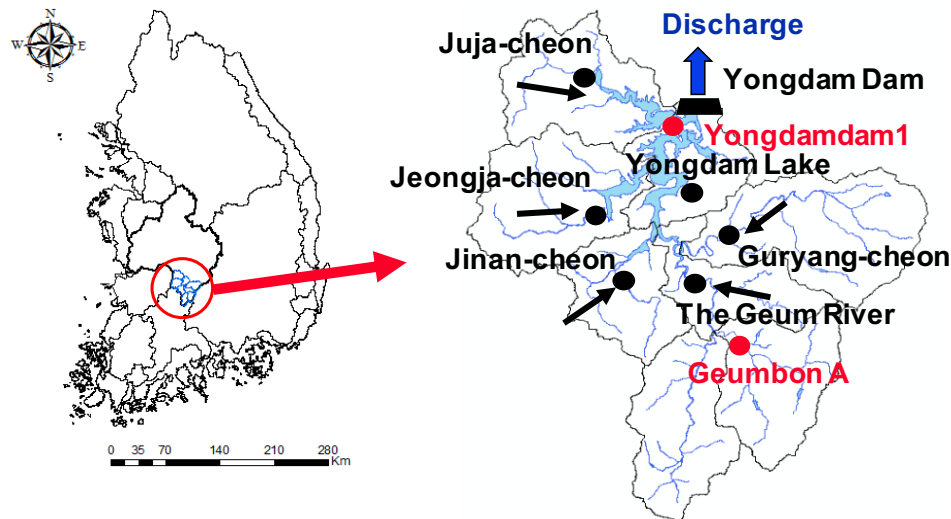 N
W E
S
0 35 70 140 210 280
Km
Discharge
Juja-cheon
Yongdam Dam
Yongdamdam1
Yongdam Lake
Jeongja-cheon
Jinan-cheon
Guryang-cheon
The Geum River
Geumbon A